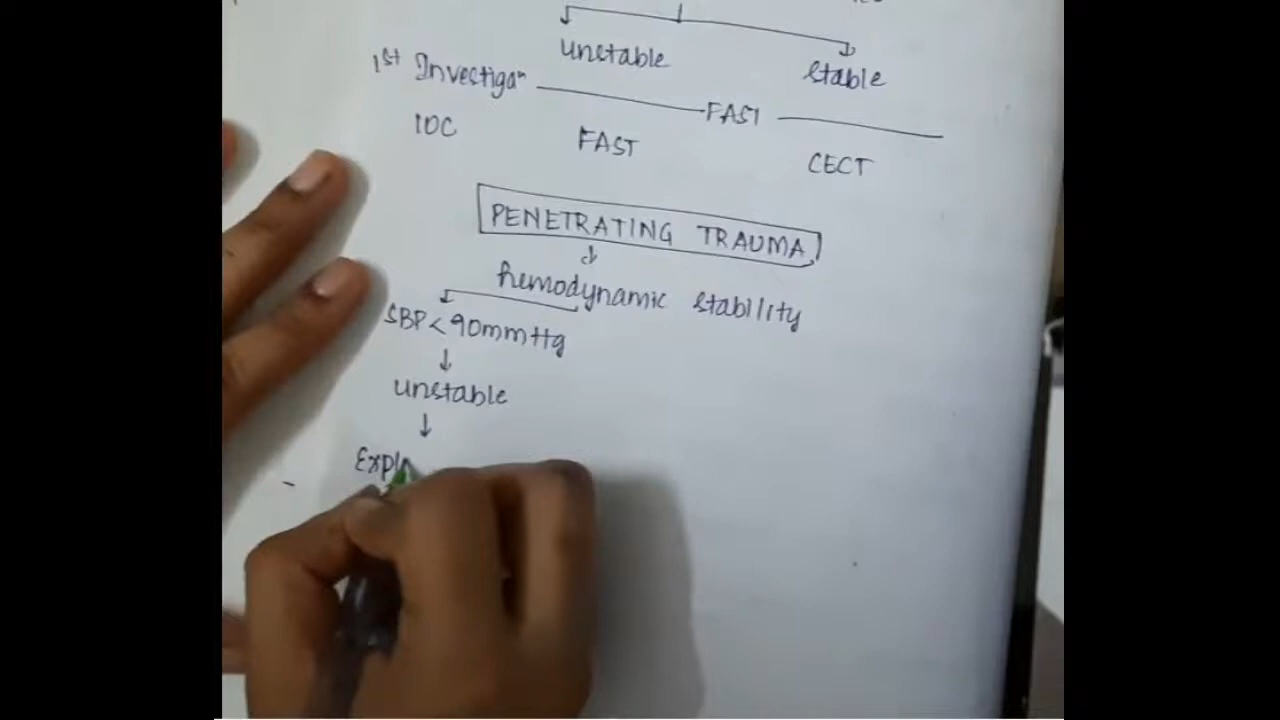 unstable stable
1st Investigaⁿ FAST
IOC FAST CECT
PENETRATING TRAUMA
hemodynamic stability
SBP < 90mmHg
↓
unstable
↓
Expl